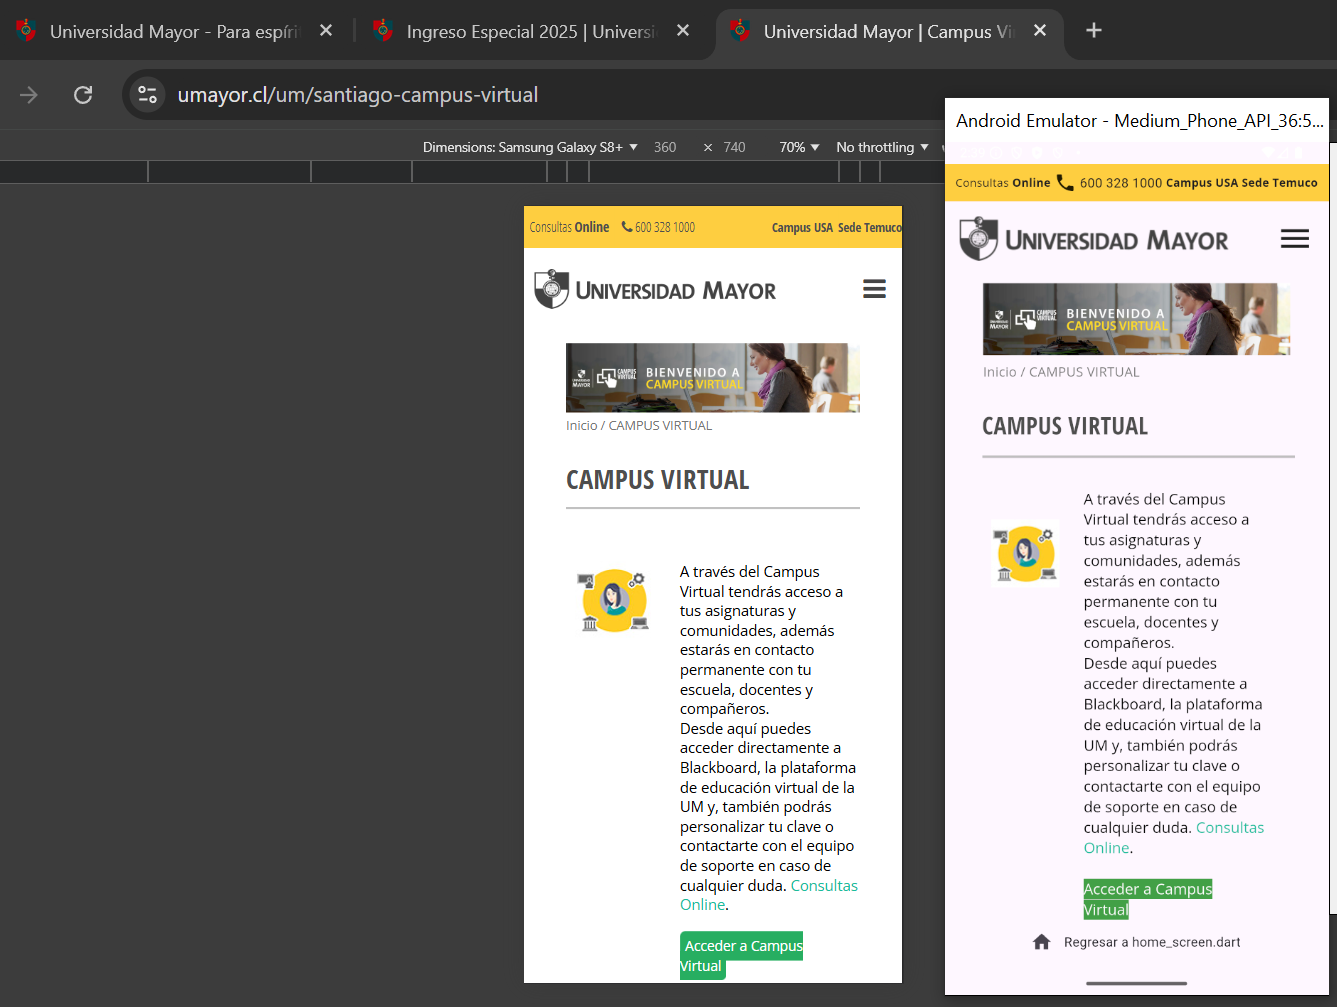 Universidad Mayor - Para espíri
Ingreso Especial 2025 | Universi
Universidad Mayor | Campus Vi
umayor.cl/um/santiago-campus-virtual
Dimensions: Samsung Galaxy S8+ 360 × 740 70% No throttling
Consultas Online 600 328 1000 Campus USA Sede Temuco
UNIVERSIDAD MAYOR
UNIVERSIDAD MAYOR
CAMPUS VIRTUAL
BIENVENIDO A
CAMPUS VIRTUAL
Inicio / CAMPUS VIRTUAL
CAMPUS VIRTUAL
A través del Campus
Virtual tendrás acceso a
tus asignaturas y
comunidades, además
estarás en contacto
permanente con tu
escuela, docentes y
compañeros.
Desde aquí puedes
acceder directamente a
Blackboard, la plataforma
de educación virtual de la
UM y, también podrás
personalizar tu clave o
contactarte con el equipo
de soporte en caso de
cualquier duda. Consultas
Online.
Acceder a Campus
Virtual
Android Emulator - Medium_Phone_API_36:5...
Consultas Online 600 328 1000 Campus USA Sede Temuco
UNIVERSIDAD MAYOR
UNIVERSIDAD MAYOR
CAMPUS VIRTUAL
BIENVENIDO A
CAMPUS VIRTUAL
Inicio / CAMPUS VIRTUAL
CAMPUS VIRTUAL
A través del Campus
Virtual tendrás acceso a
tus asignaturas y
comunidades, además
estarás en contacto
permanente con tu
escuela, docentes y
compañeros.
Desde aquí puedes
acceder directamente a
Blackboard, la plataforma
de educación virtual de la
UM y, también podrás
personalizar tu clave o
contactarte con el equipo
de soporte en caso de
cualquier duda. Consultas
Online.
Acceder a Campus
Virtual
Regresar a home_screen.dart